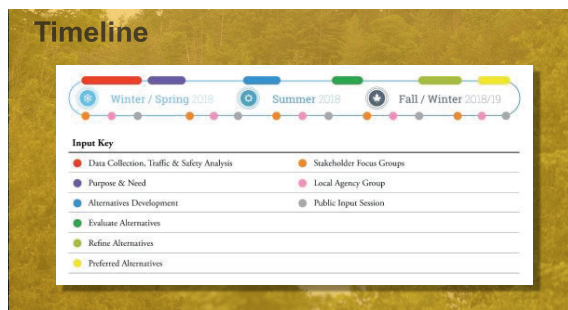 Timeline
Winter / Spring 2018
Summer 2018
Fall / Winter 2018/19
Input Key
Data Collection, Traffic & Safety Analysis
Stakeholder Focus Groups
Purpose & Need
Local Agency Group
Alternatives Development
Public Input Session
Evaluate Alternatives
Refine Alternatives
Preferred Alternatives